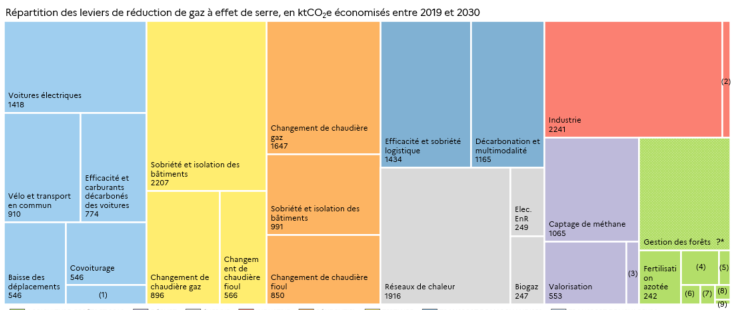 Répartition des leviers de réduction de gaz à effet de serre, en ktCO₂e économisés entre 2019 et 2030
Voitures électriques
1418
Vélo et transport
en commun
910
Efficacité et
carburants
décarbonés
des voitures
774
Baisse des
déplacements
546
Covoiturage
546
(1)
Sobriété et isolation des
bâtiments
2207
Changement de
chaudière gaz
896
Changem
ent de
chaudière
fioul
566
Changement de chaudière
gaz
1647
Sobriété et isolation des
bâtiments
991
Changement de chaudière
fioul
850
Efficacité et sobriété
logistique
1434
Décarbonation et
multimodalité
1165
Réseaux de chaleur
1916
Elec.
EnR
249
Biogaz
247
Industrie
2241
(2)
Captage de méthane
1065
Valorisation
553
(3)
Gestion des forêts ?*
Fertilisati
on
azotée
242
(4)
(5)
(6)
(7)
(8)
(9)